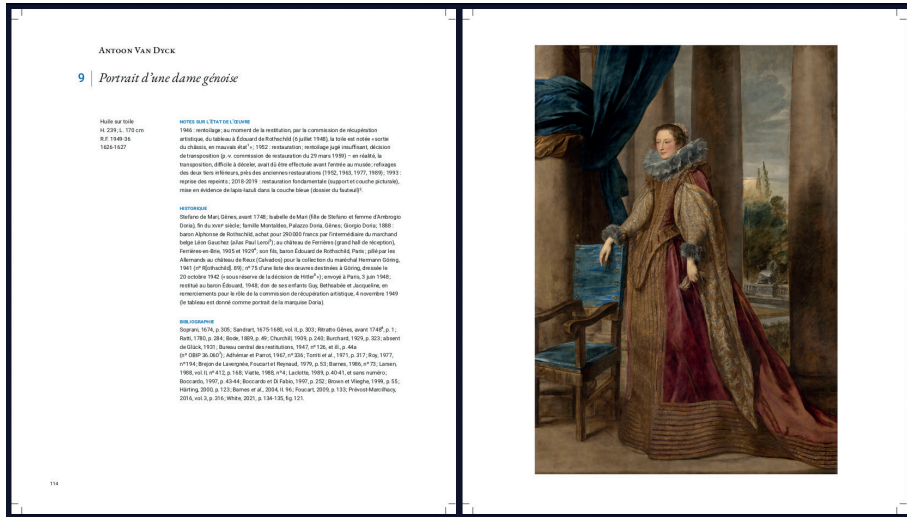 ANTOON VAN DYCK
9 Portrait d'une dame génoise
Huile sur toile
H. 239 ; L. 170 cm
R.F. 1949-36
1626-1627
NOTES SUR L'ÉTAT DE L'ŒUVRE
1946 : rentoilage ; au moment de la restitution, par la commission de récupération
artistique, du tableau à Édouard de Rothschild (6 juillet 1948), la toile est notée « sortie
du châssis, en mauvais état¹ » ; 1952 : rentoilage jugé insuffisant, décision
de transposition (p.-v. commission de restauration du 29 mars 1959) – en réalité, la
transposition, difficile à déceler, avait dû être effectuée avant l'entrée au musée ; refixages
des deux tiers inférieurs, près des anciennes restaurations (1952, 1963, 1977, 1989) ; 1993 :
reprise des repeints ; 2018-2019 : restauration fondamentale (support et couche picturale),
mise en évidence de lapis-lazuli dans la couche bleue (dossier du fauteuil)
HISTORIQUE
Stefano de Mari, Gênes, avant 1748 ; Isabelle de Mari (fille de Stefano et femme d'Ambrogio
Doria), fin du XVIIIᵉ siècle ; famille Montaldeo, Palazzo Doria, Gênes ; Giorgio Doria ; 1888 :
baron Alphonse de Rothschild, achat pour 290 000 francs par l'intermédiaire du marchand
belge Léon Gauchez (alias Paul Leroi) ; au château de Ferrières (grand hall de réception),
Ferrières-en-Brie, 1905 et 1929 ; son fils, baron Édouard de Rothschild, Paris ; pillé par les
Allemands au château de Reux (Calvados) pour la collection du maréchal Hermann Göring,
1941 (nº R[othschild]. 69) ; nº 75 d'une liste des œuvres destinées à Göring, dressée le
20 octobre 1942 (« sous réserve de la décision de Hitler ») ; envoyé à Paris, 3 juin 1948 ;
restitué au baron Édouard, 1948 ; don de ses enfants Guy, Bethsabée et Jacqueline, en
remerciements pour le rôle de la commission de récupération artistique, 4 novembre 1949
(le tableau est donné comme portrait de la marquise Doria).
BIBLIOGRAPHIE
Soprani, 1674, p. 305 ; Sandrart, 1675-1680, vol. II, p. 303 ; Ritratto Gênes, avant 1748, p. 1 ;
Ratti, 1780, p. 284 ; Bode, 1889, p. 49 ; Churchill, 1909, p. 240 ; Burchard, 1929, p. 323 ; absent
de Glück, 1931 ; Bureau central des restitutions, 1947, nº 126, et ill., p. 44a
(nº OBIP 36.060) ; Adhémar et Parrot, 1967, nº 336 ; Torriti et al., 1971, p. 317 ; Roy, 1977,
nº 194 ; Brejon de Lavergnée, Foucart et Reynaud, 1979, p. 53 ; Barnes, 1986, nº 73 ; Larsen,
1988, vol. II, nº 412, p. 168 ; Viatte, 1988, nº 4 ; Laclotte, 1989, p. 40-41, et sans numéro ;
Boccardo, 1997, p. 43-44 ; Boccardo et Di Fabio, 1997, p. 252 ; Brown et Vlieghe, 1999, p. 55 ;
Härting, 2000, p. 123 ; Barnes et al., 2004, II. 96 ; Foucart, 2009, p. 133 ; Prévost-Marcilhacy,
2016, vol. 3, p. 316 ; White, 2021, p. 134-135, fig. 121.
114